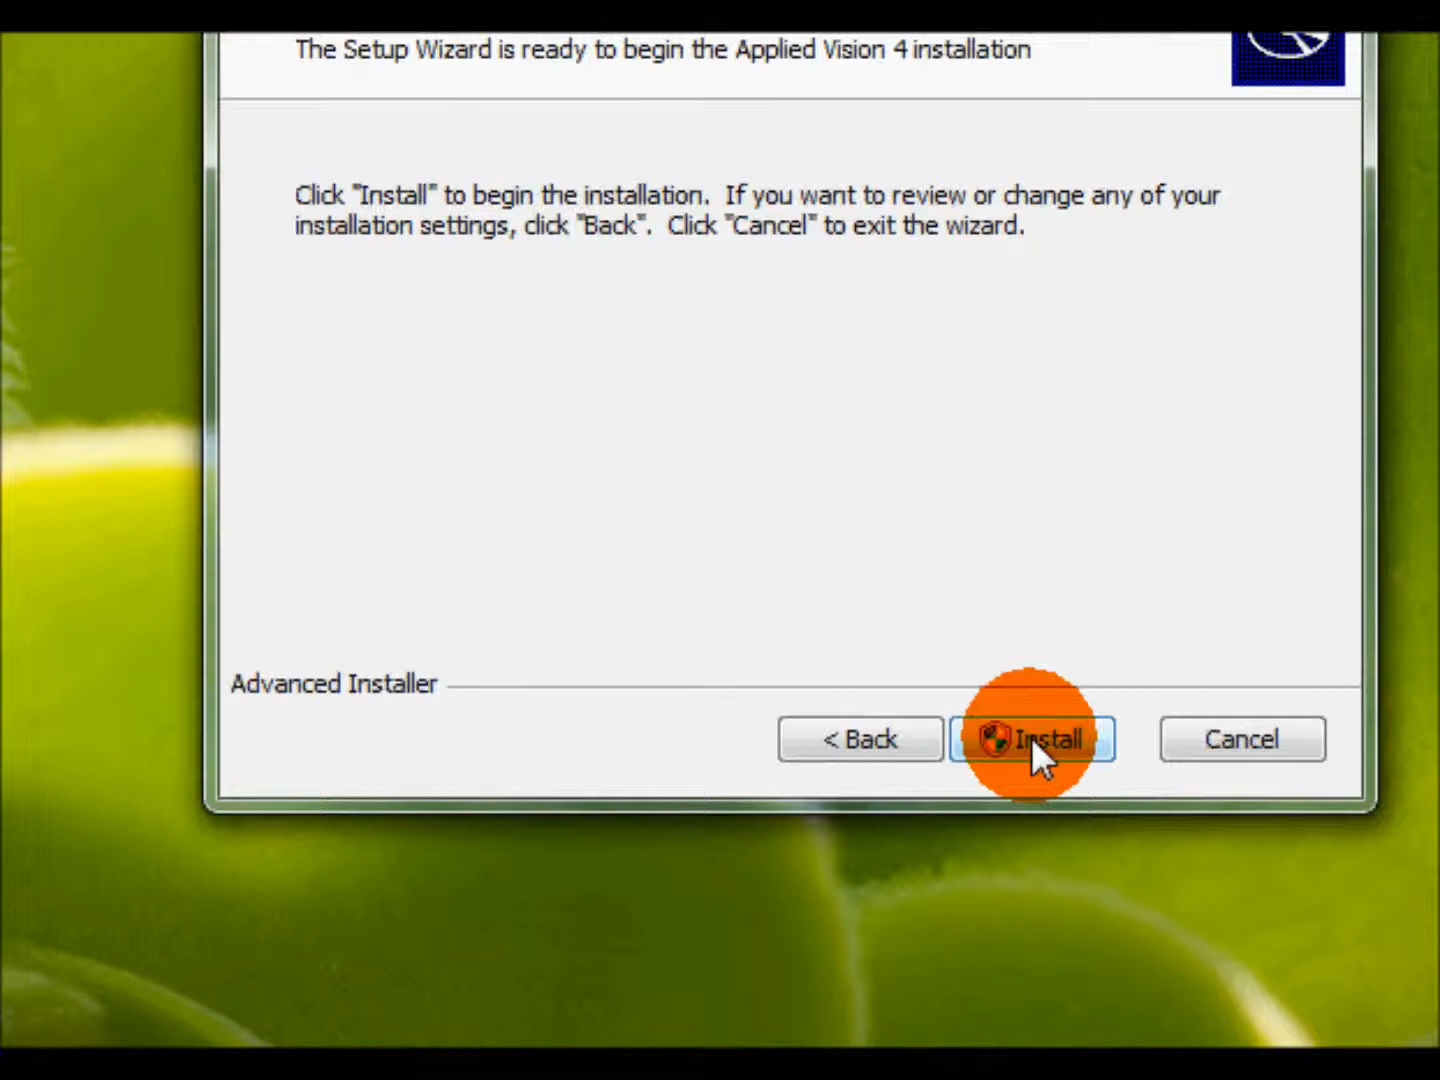 The Setup Wizard is ready to begin the Applied Vision 4 installation
Click "Install" to begin the installation.  If you want to review or change any of your
installation settings, click "Back".  Click "Cancel" to exit the wizard.
Advanced Installer
< Back
Install
Cancel